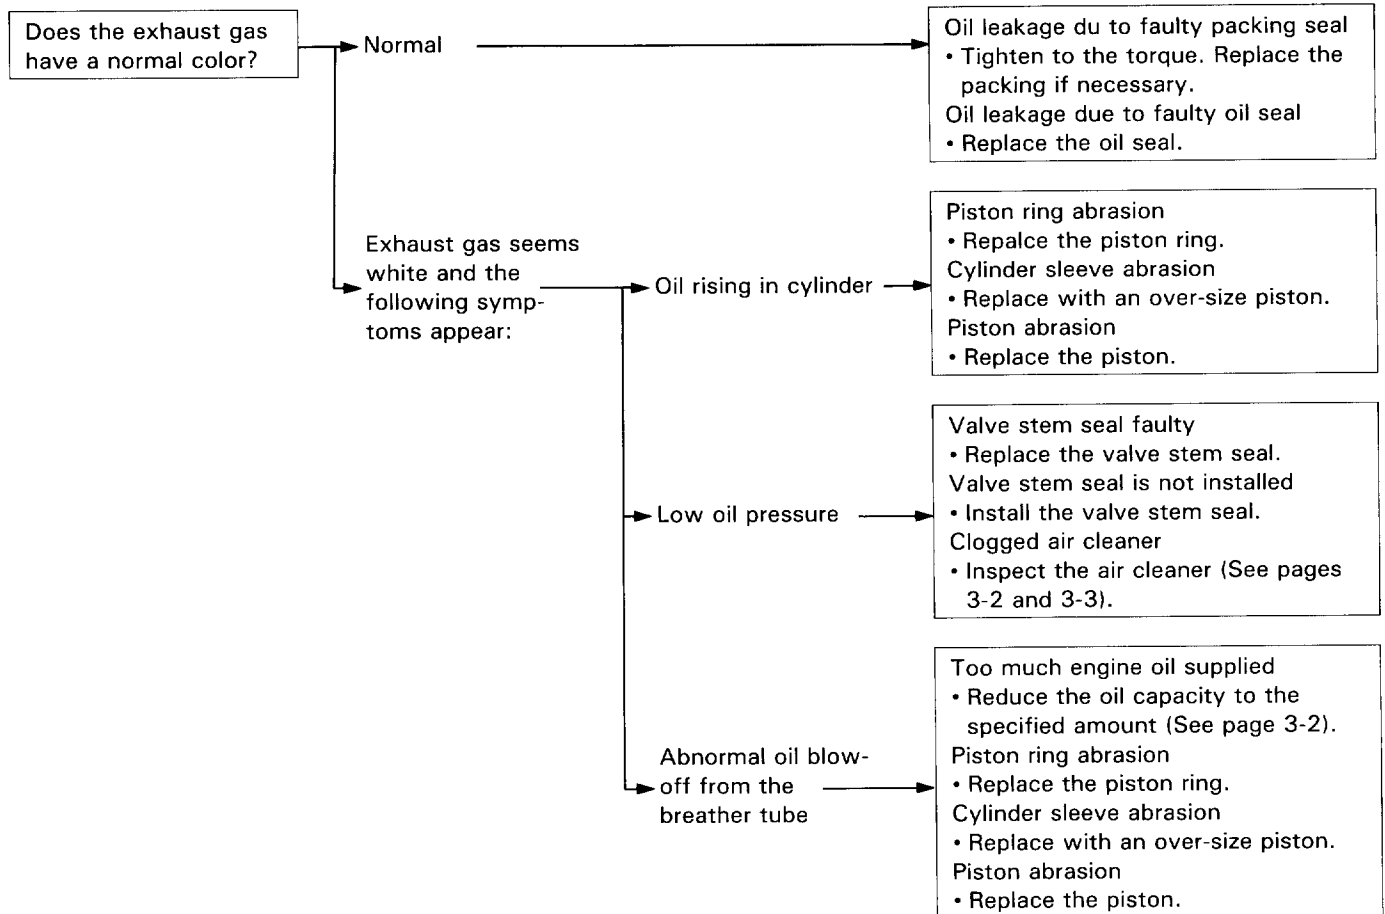 Does the exhaust gas
have a normal color?
Normal
Oil leakage du to faulty packing seal
• Tighten to the torque. Replace the
packing if necessary.
Oil leakage due to faulty oil seal
• Replace the oil seal.
Exhaust gas seems
white and the
following symp-
toms appear:
Oil rising in cylinder
Piston ring abrasion
• Repalce the piston ring.
Cylinder sleeve abrasion
• Replace with an over-size piston.
Piston abrasion
• Replace the piston.
Low oil pressure
Valve stem seal faulty
• Replace the valve stem seal.
Valve stem seal is not installed
• Install the valve stem seal.
Clogged air cleaner
• Inspect the air cleaner (See pages
3-2 and 3-3).
Abnormal oil blow-
off from the
breather tube
Too much engine oil supplied
• Reduce the oil capacity to the
specified amount (See page 3-2).
Piston ring abrasion
• Replace the piston ring.
Cylinder sleeve abrasion
• Replace with an over-size piston.
Piston abrasion
• Replace the piston.